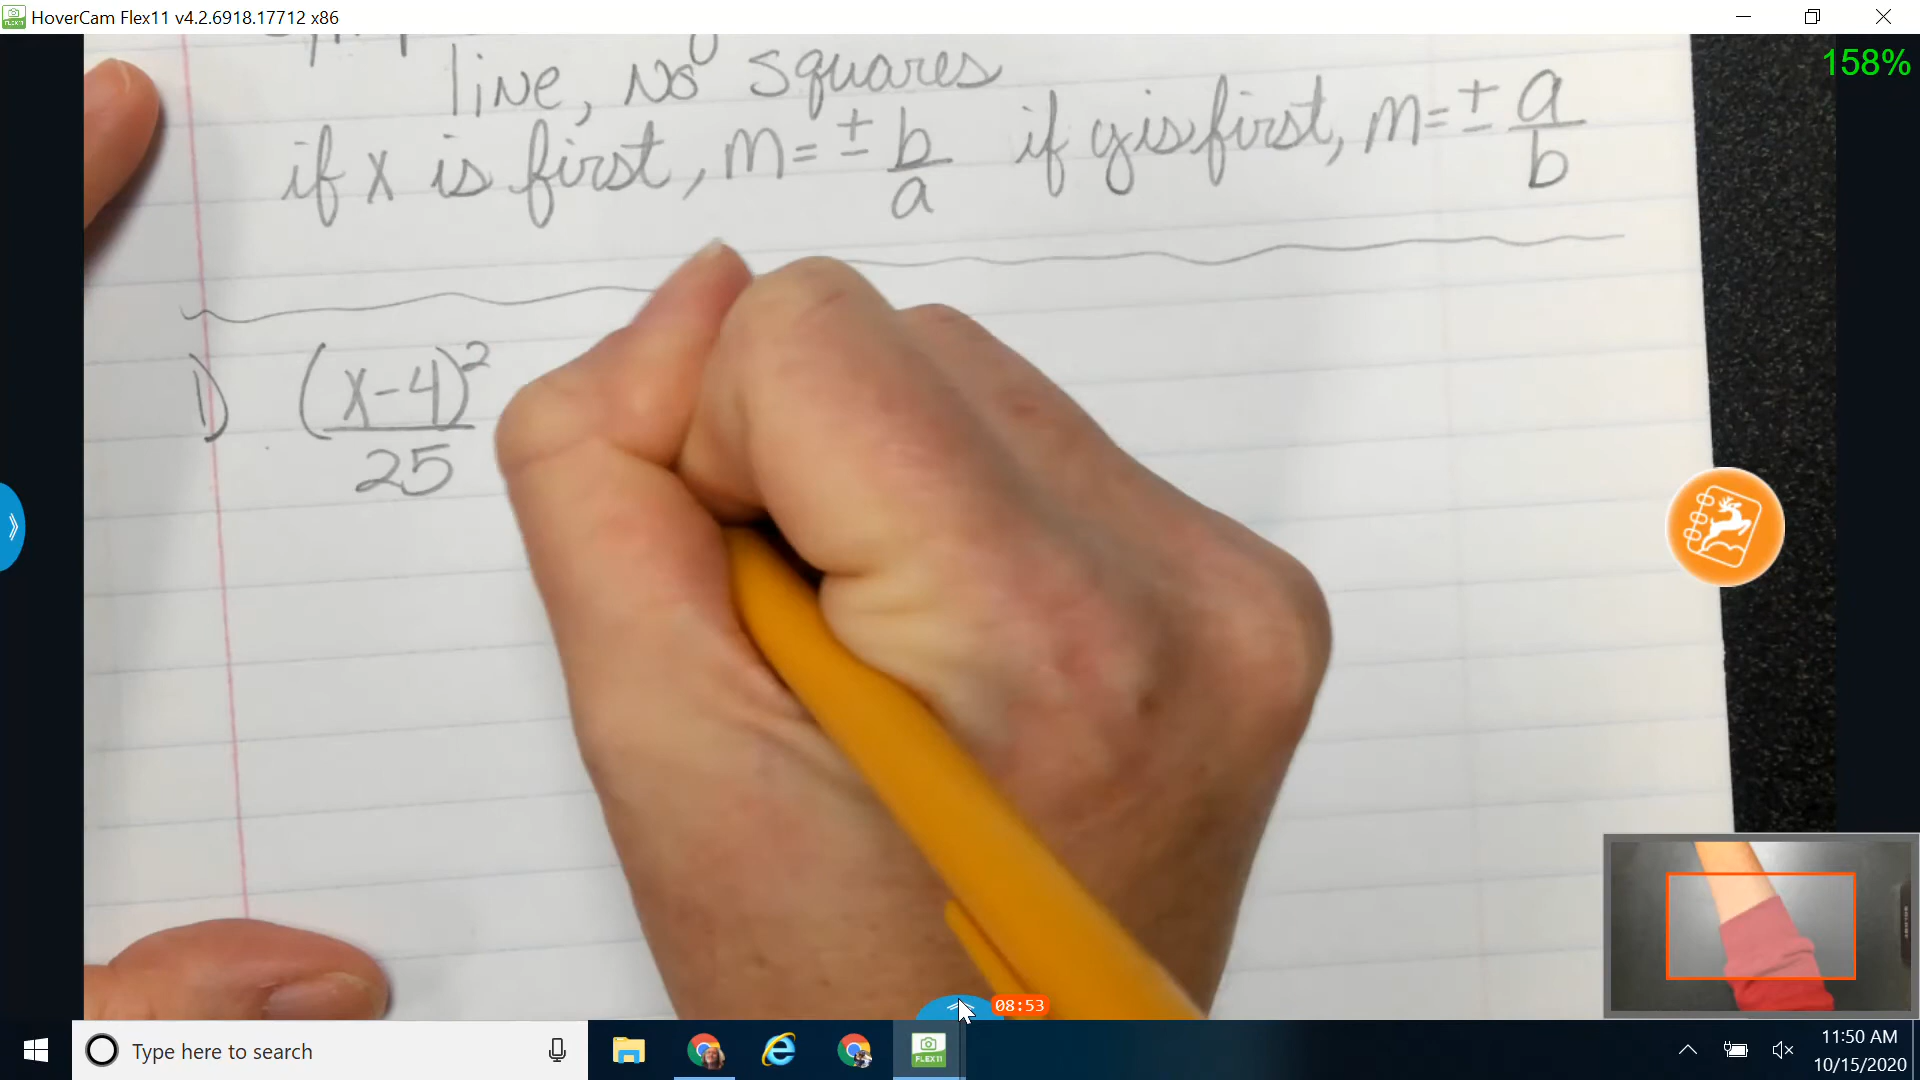 HoverCam Flex11 v4.2.6918.17712 x86
158%
line, no squares
if x is first, m = ± b/a if y is first, m = ± a/b
1) (x-4)²
25
08:53
Type here to search
FLEX11
11:50 AM
10/15/2020